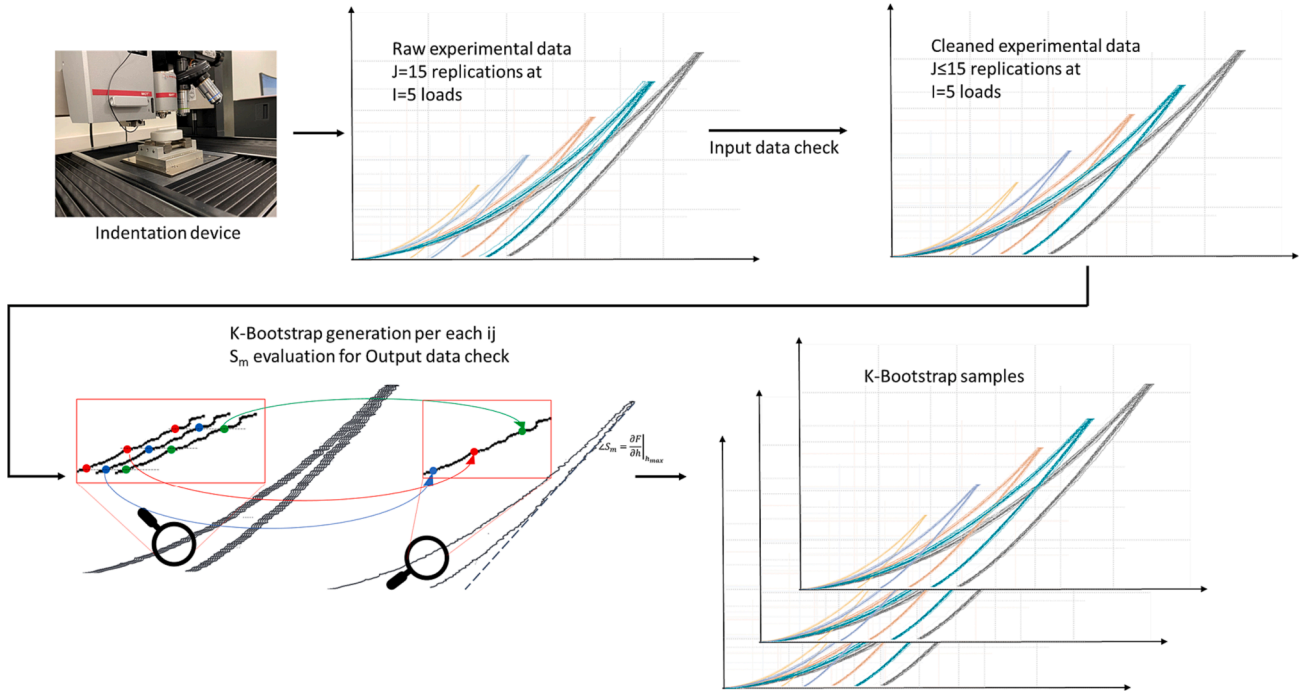 Raw experimental data
J=15 replications at
I=5 loads
Cleaned experimental data
J≤15 replications at
I=5 loads
Input data check
Indentation device
K-Bootstrap generation per each ij
Sₘ evaluation for Output data check
∠Sₘ = ∂F/∂h|hₘₐₓ
K-Bootstrap samples